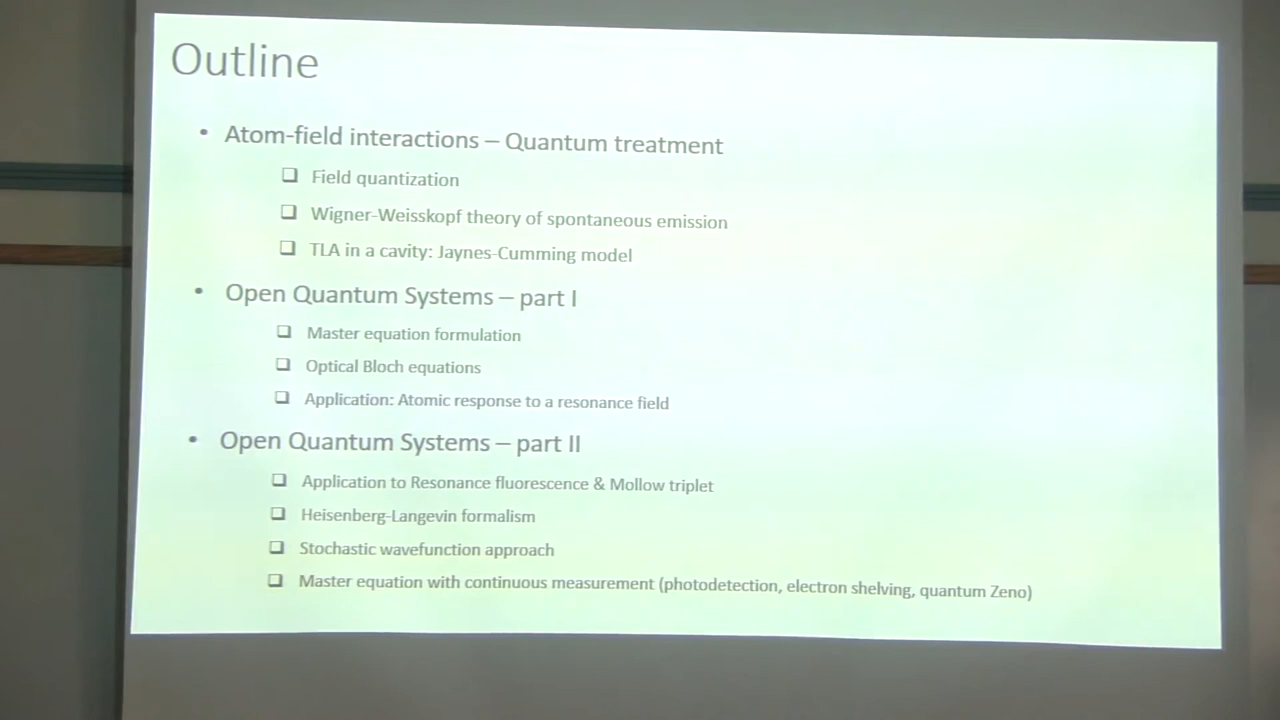 Outline
• Atom-field interactions – Quantum treatment
❑ Field quantization
❑ Wigner-Weisskopf theory of spontaneous emission
❑ TLA in a cavity: Jaynes-Cumming model
• Open Quantum Systems – part I
❑ Master equation formulation
❑ Optical Bloch equations
❑ Application: Atomic response to a resonance field
• Open Quantum Systems – part II
❑ Application to Resonance fluorescence & Mollow triplet
❑ Heisenberg-Langevin formalism
❑ Stochastic wavefunction approach
❑ Master equation with continuous measurement (photodetection, electron shelving, quantum Zeno)